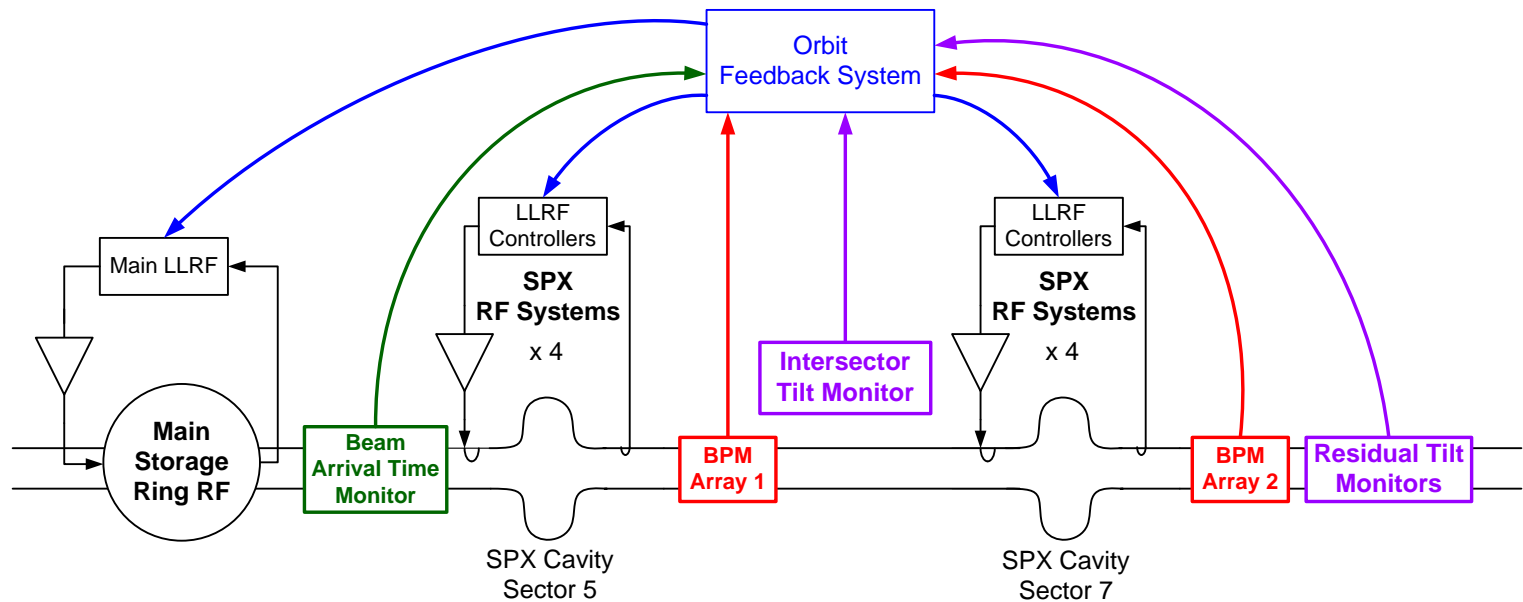 Orbit
Feedback System
LLRF
Controllers
SPX
RF Systems
x 4
LLRF
Controllers
SPX
RF Systems
x 4
Main LLRF
Intersector
Tilt Monitor
Main
Storage
Ring RF
Beam
Arrival Time
Monitor
BPM
Array 1
BPM
Array 2
Residual Tilt
Monitors
SPX Cavity
Sector 5
SPX Cavity
Sector 7